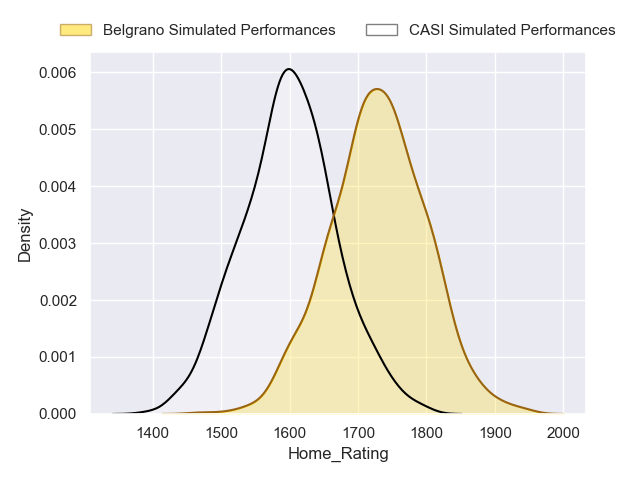 Belgrano Simulated Performances
CASI Simulated Performances
0.006
0.005
0.004
0.003
0.002
0.001
0.000
Density
1400 1500 1600 1700 1800 1900 2000
Home_Rating